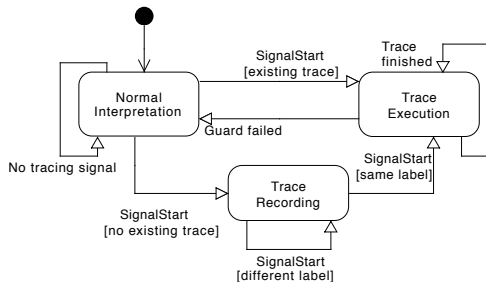 SignalStart
[existing trace]
Trace
finished
Normal
Interpretation
Trace
Execution
Guard failed
No tracing signal
SignalStart
[same label]
Trace
Recording
SignalStart
[no existing trace]
SignalStart
[different label]